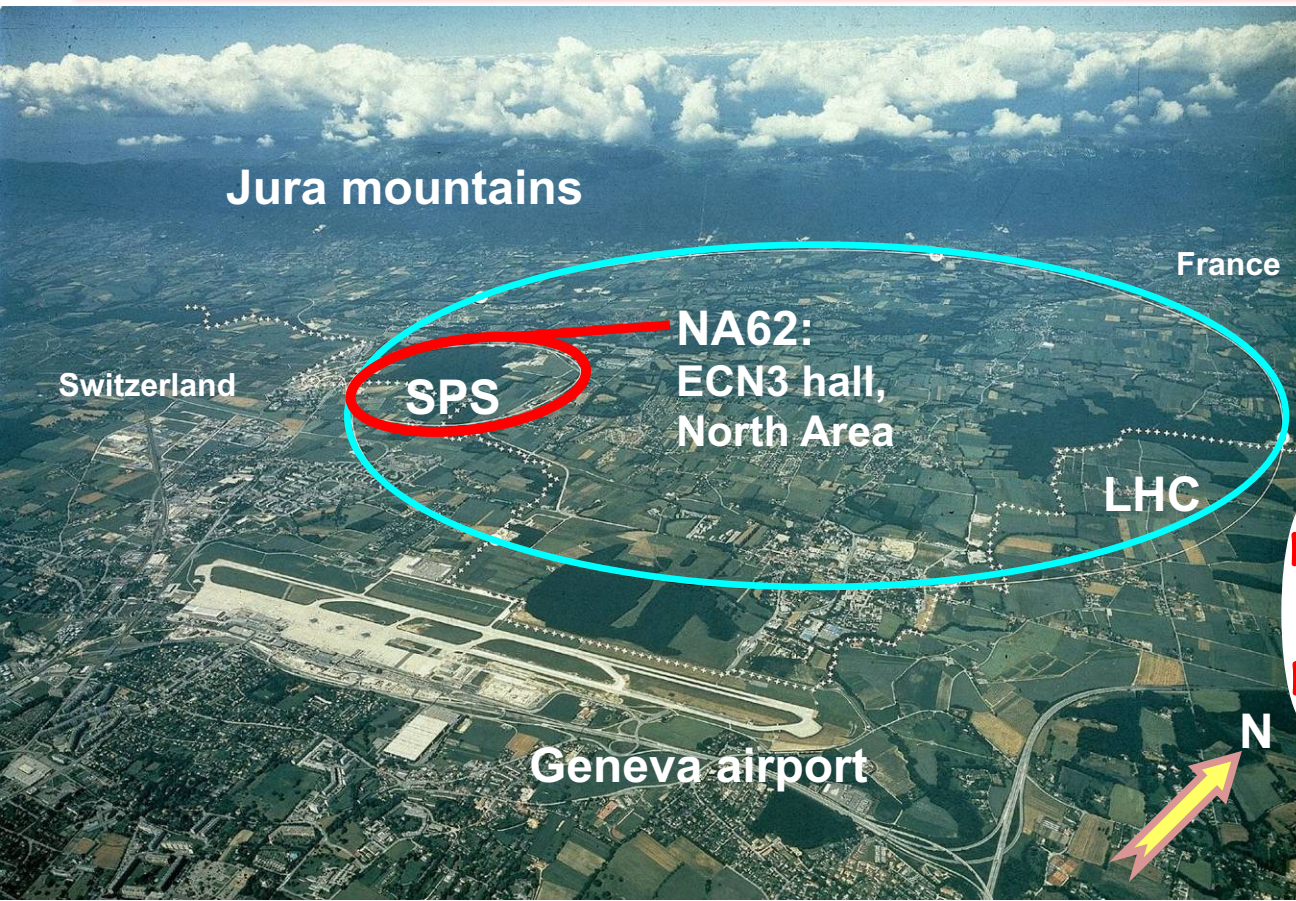 Jura mountains
France
NA62:
ECN3 hall,
North Area
Switzerland
SPS
LHC
N
Geneva airport